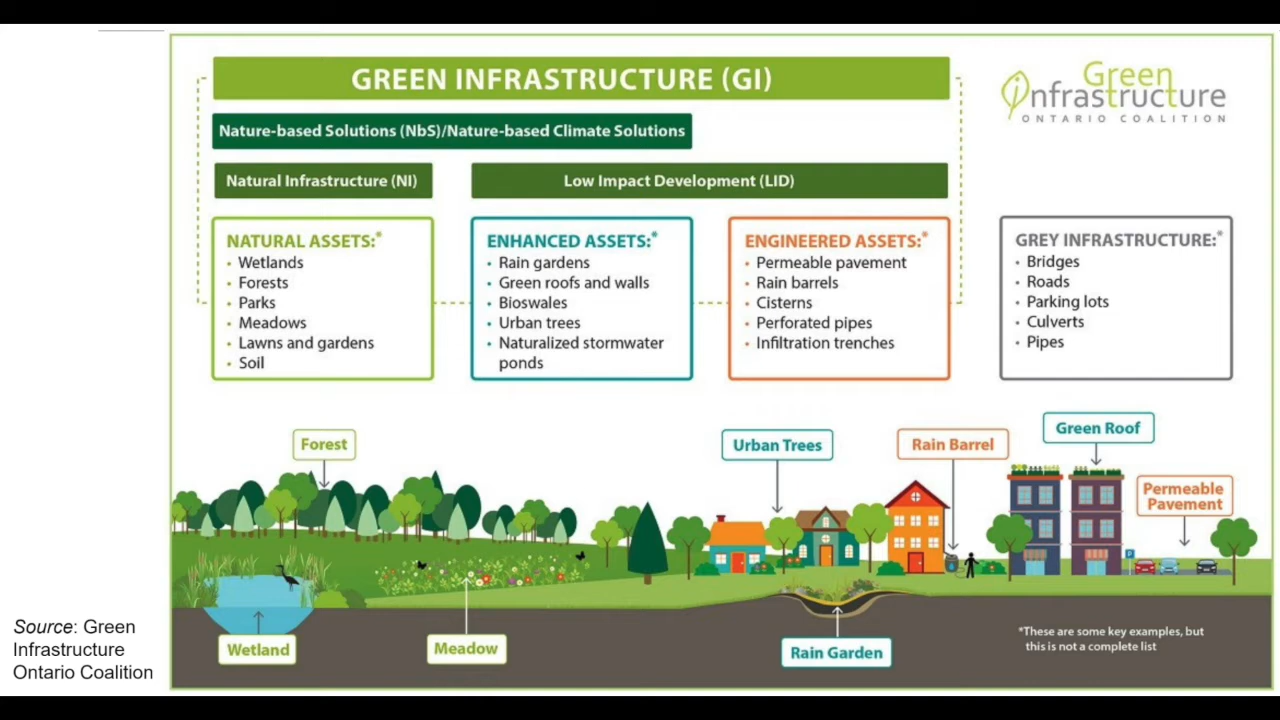 GREEN INFRASTRUCTURE (GI)
Green
infrastructure
ONTARIO COALITION
Nature-based Solutions (NbS)/Nature-based Climate Solutions
Natural Infrastructure (NI)
Low Impact Development (LID)
NATURAL ASSETS:*
• Wetlands
• Forests
• Parks
• Meadows
• Lawns and gardens
• Soil
ENHANCED ASSETS:*
• Rain gardens
• Green roofs and walls
• Bioswales
• Urban trees
• Naturalized stormwater
ponds
ENGINEERED ASSETS:*
• Permeable pavement
• Rain barrels
• Cisterns
• Perforated pipes
• Infiltration trenches
GREY INFRASTRUCTURE:*
• Bridges
• Roads
• Parking lots
• Culverts
• Pipes
Forest
Urban Trees
Rain Barrel
Green Roof
Permeable
Pavement
P
Wetland
Meadow
Rain Garden
*These are some key examples, but
this is not a complete list
Source: Green
Infrastructure
Ontario Coalition